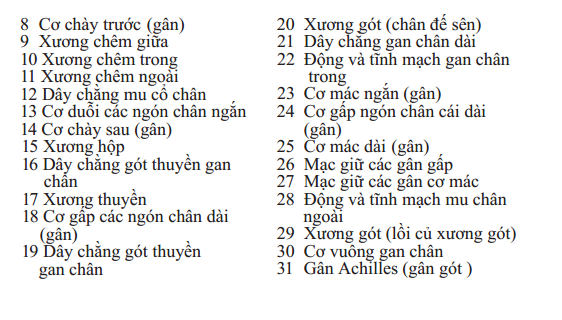 8 Cơ chày trước (gân)
9 Xương chêm giữa
10 Xương chêm trong
11 Xương chêm ngoài
12 Dây chằng mu cổ chân
13 Cơ duỗi các ngón chân ngắn
14 Cơ chày sau (gân)
15 Xương hộp
16 Dây chằng gót thuyền gan
chân
17 Xương thuyền
18 Cơ gấp các ngón chân dài
(gân)
19 Dây chằng gót thuyền
gan chân
20 Xương gót (chân đế sên)
21 Dây chằng gan chân dài
22 Động và tĩnh mạch gan chân
trong
23 Cơ mác ngắn (gân)
24 Cơ gấp ngón chân cái dài
(gân)
25 Cơ mác dài (gân)
26 Mạc giữ các gân gấp
27 Mạc giữ các gân cơ mác
28 Động và tĩnh mạch mu chân
ngoài
29 Xương gót (lồi củ xương gót)
30 Cơ vuông gan chân
31 Gân Achilles (gân gót )